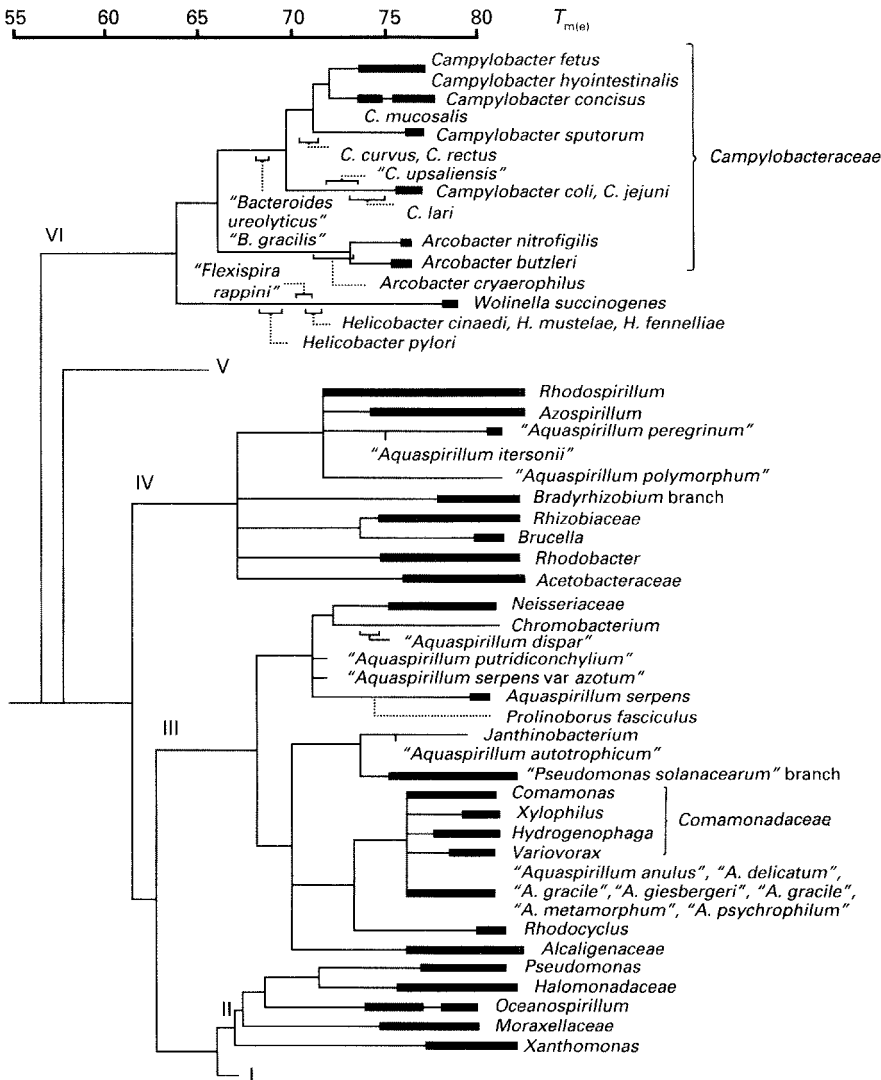 55 60 65 70 75 80 Tm(e)
Campylobacter fetus
Campylobacter hyointestinalis
Campylobacter concisus
C. mucosalis
Campylobacter sputorum
C. curvus, C. rectus
Campylobacteraceae
"C. upsaliensis"
Campylobacter coli, C. jejuni
"Bacteroides
ureolyticus"
"B. gracilis"
C. lari
VI
Arcobacter nitrofigilis
Arcobacter butzleri
"Flexispira
rappini"
Arcobacter cryaerophilus
Wolinella succinogenes
Helicobacter cinaedi, H. mustelae, H. fennelliae
Helicobacter pylori
V
Rhodospirillum
Azospirillum
"Aquaspirillum peregrinum"
"Aquaspirillum itersonii"
"Aquaspirillum polymorphum"
IV
Bradyrhizobium branch
Rhizobiaceae
Brucella
Rhodobacter
Acetobacteraceae
Neisseriaceae
Chromobacterium
"Aquaspirillum dispar"
"Aquaspirillum putridiconchylium"
"Aquaspirillum serpens var azotum"
Aquaspirillum serpens
Prolinoborus fasciculus
III
Janthinobacterium
"Aquaspirillum autotrophicum"
"Pseudomonas solanacearum" branch
Comamonas
Xylophilus
Comamonadaceae
Hydrogenophaga
Variovorax
"Aquaspirillum anulus", "A. delicatum",
"A. gracile", "A. giesbergeri", "A. gracile",
"A. metamorphum", "A. psychrophilum"
Rhodocyclus
Alcaligenaceae
Pseudomonas
Halomonadaceae
II
Oceanospirillum
Moraxellaceae
Xanthomonas
I